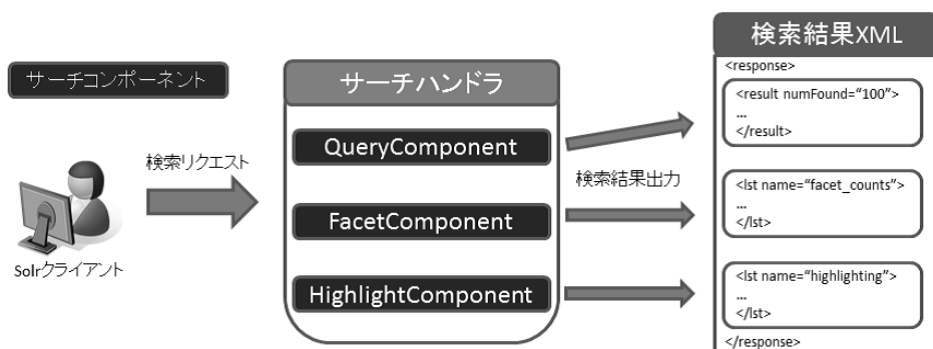 サーチコンポーネント
Solrクライアント
検索リクエスト
サーチハンドラ
QueryComponent
FacetComponent
HighlightComponent
検索結果出力
検索結果XML
<response>
<result numFound=“100”>
...
</result>
<lst name=“facet_counts”>
...
</lst>
<lst name=“highlighting”>
...
</lst>
</response>